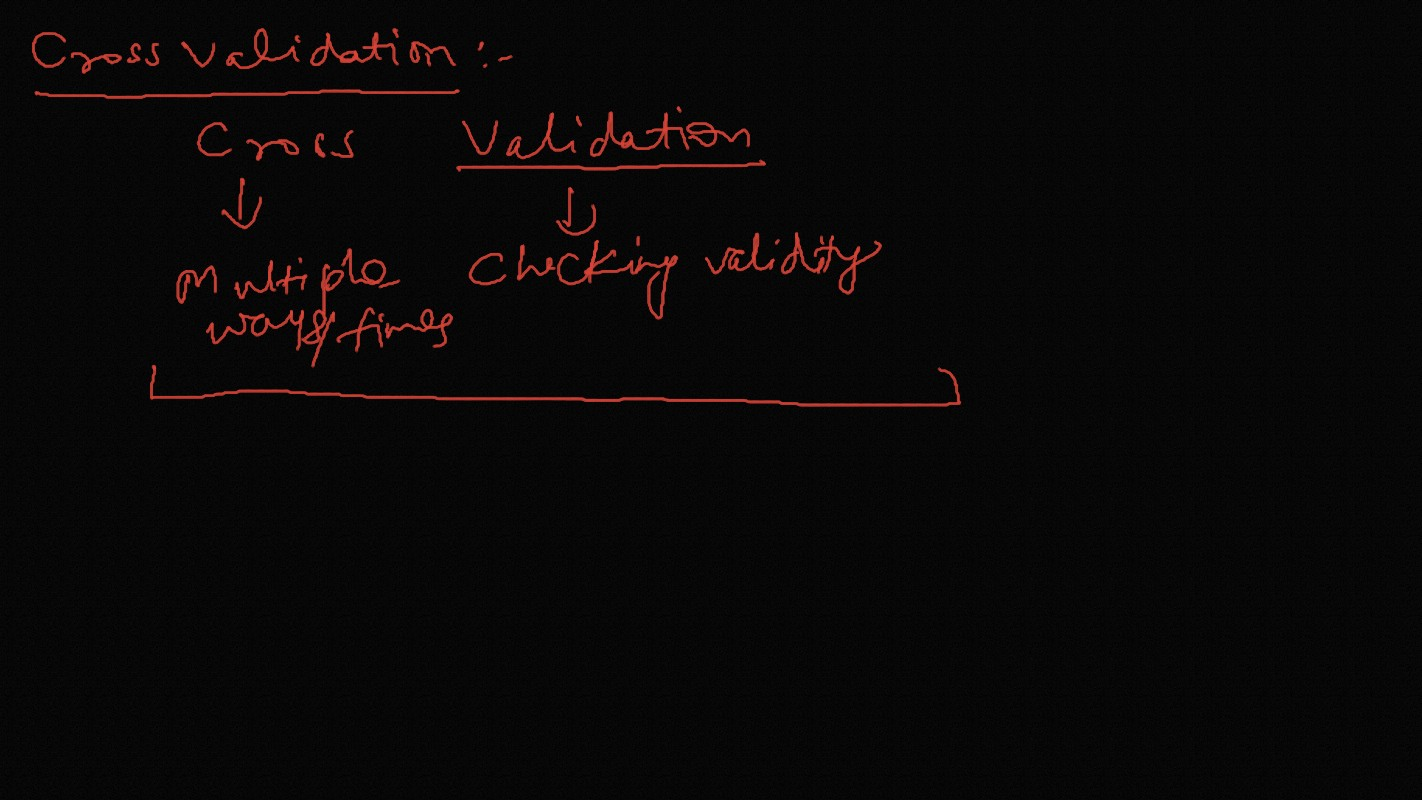 Cross Validation :-
Cross Validation
Multiple Checking validity
ways/times